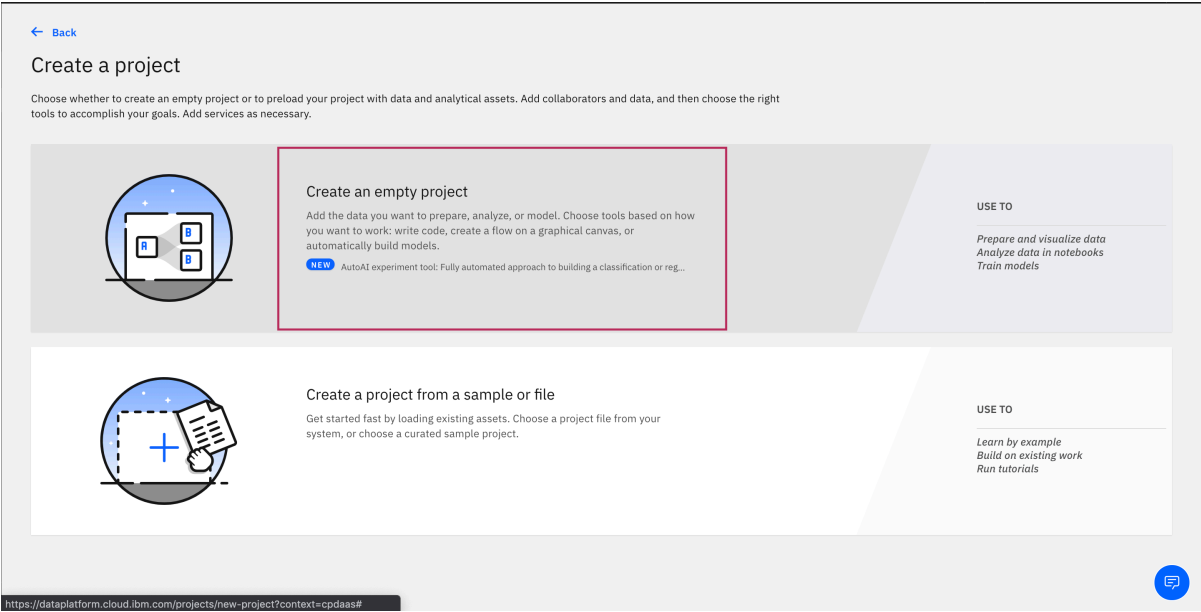 Back
Create a project
Choose whether to create an empty project or to preload your project with data and analytical assets. Add collaborators and data, and then choose the right
tools to accomplish your goals. Add services as necessary.
A
B
B
Create an empty project
Add the data you want to prepare, analyze, or model. Choose tools based on how
you want to work: write code, create a flow on a graphical canvas, or
automatically build models.
NEW AutoAI experiment tool: Fully automated approach to building a classification or reg...
USE TO
Prepare and visualize data
Analyze data in notebooks
Train models
Create a project from a sample or file
Get started fast by loading existing assets. Choose a project file from your
system, or choose a curated sample project.
USE TO
Learn by example
Build on existing work
Run tutorials
https://dataplatform.cloud.ibm.com/projects/new-project?context=cpdaas#